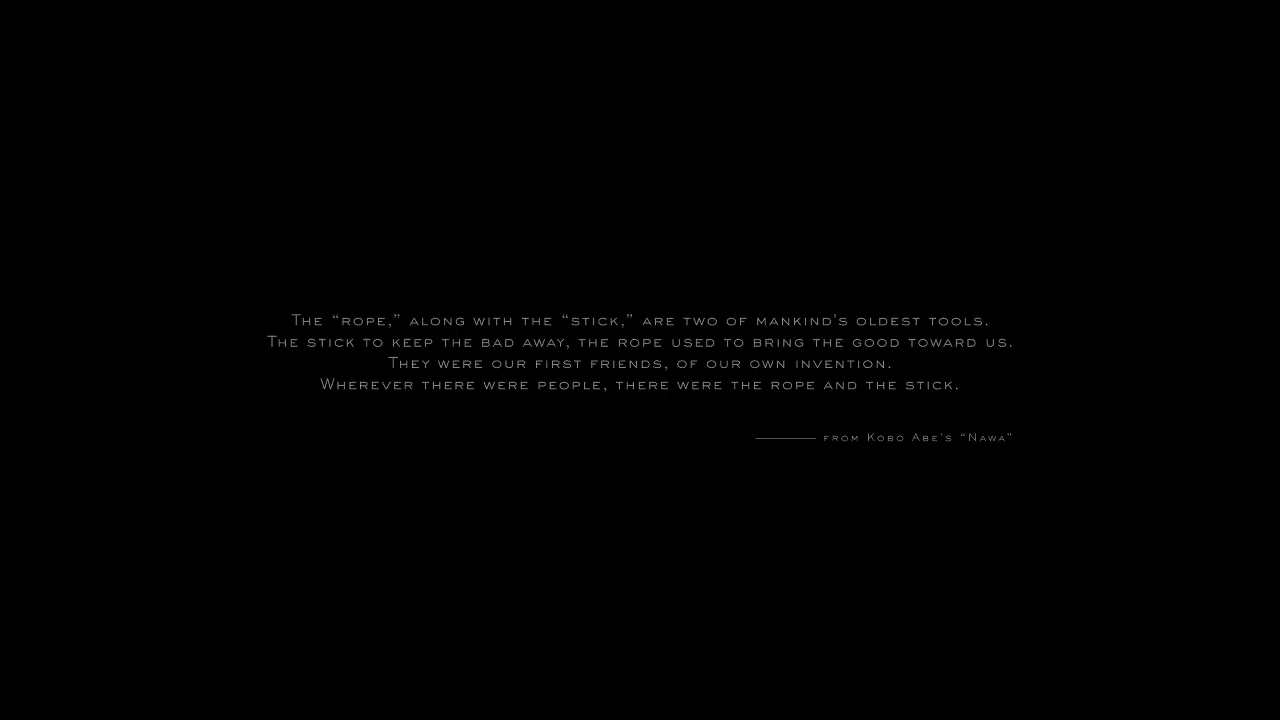 The “rope,” along with the “stick,” are two of mankind's oldest tools.
The stick to keep the bad away, the rope used to bring the good toward us.
They were our first friends, of our own invention.
Wherever there were people, there were the rope and the stick.
——— from Kobo Abe's “Nawa”